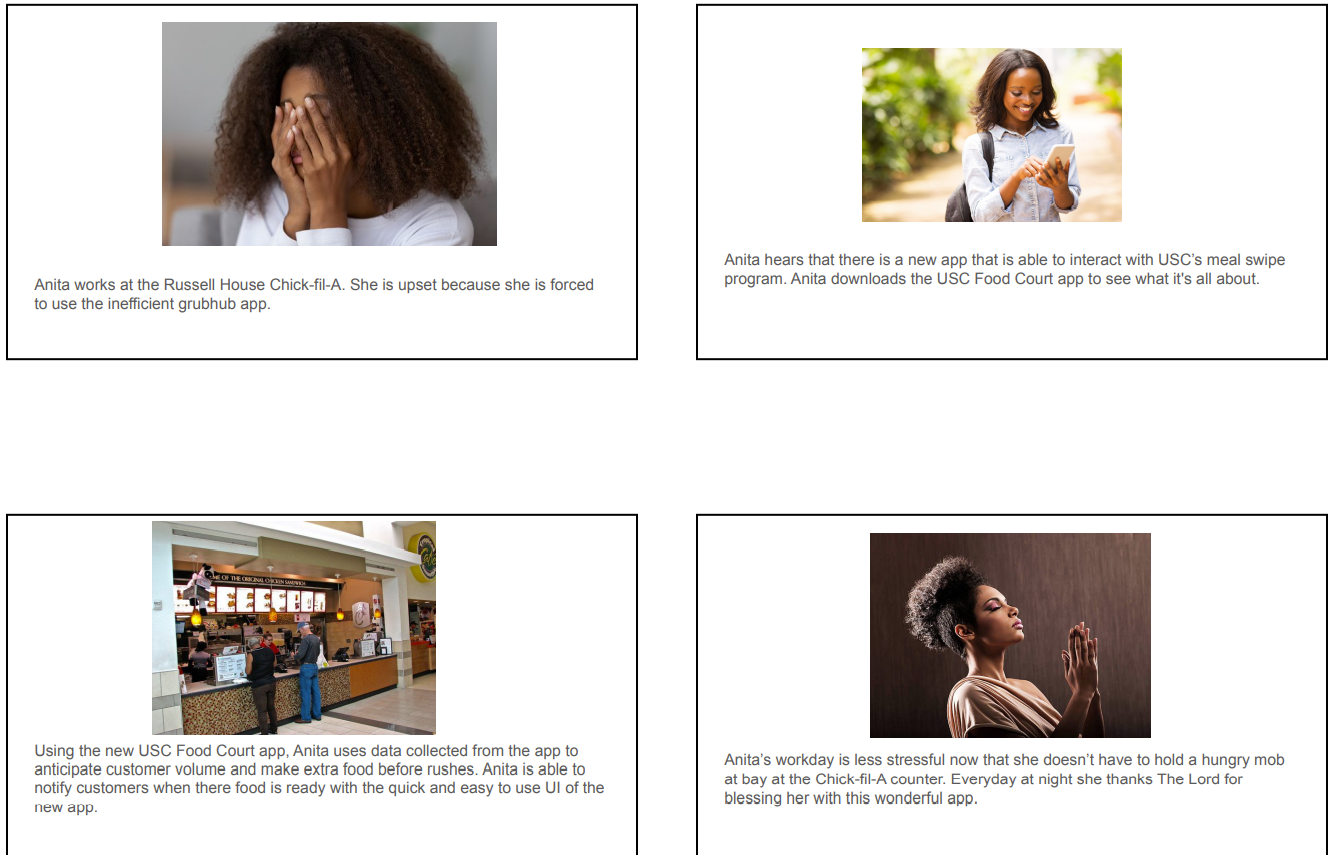 Anita works at the Russell House Chick-fil-A. She is upset because she is forced
to use the inefficient grubhub app.
Anita hears that there is a new app that is able to interact with USC’s meal swipe
program. Anita downloads the USC Food Court app to see what it's all about.
OF THE ORIGINAL CHICKEN SANDWICH
Using the new USC Food Court app, Anita uses data collected from the app to
anticipate customer volume and make extra food before rushes. Anita is able to
notify customers when there food is ready with the quick and easy to use UI of the
new app.
Anita’s workday is less stressful now that she doesn’t have to hold a hungry mob
at bay at the Chick-fil-A counter. Everyday at night she thanks The Lord for
blessing her with this wonderful app.